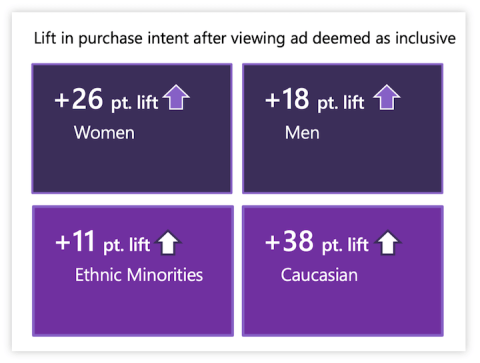 Lift in purchase intent after viewing ad deemed as inclusive
+26 pt. lift
Women
+18 pt. lift
Men
+11 pt. lift
Ethnic Minorities
+38 pt. lift
Caucasian